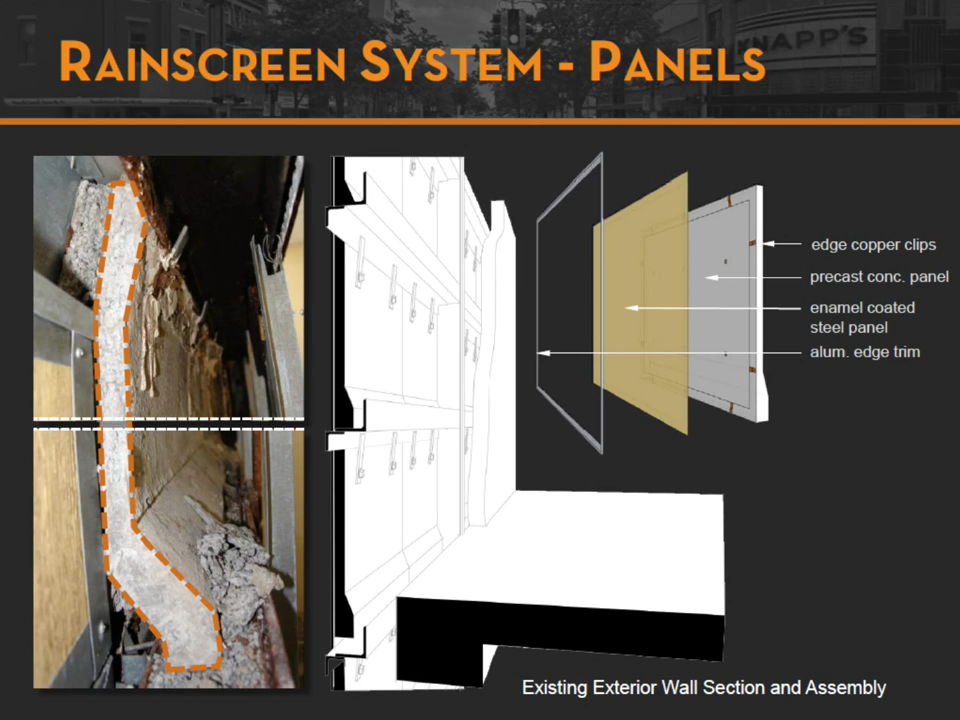 RAINSCREEN SYSTEM - PANELS
KNAPP'S
edge copper clips
precast conc. panel
enamel coated
steel panel
alum. edge trim
Existing Exterior Wall Section and Assembly